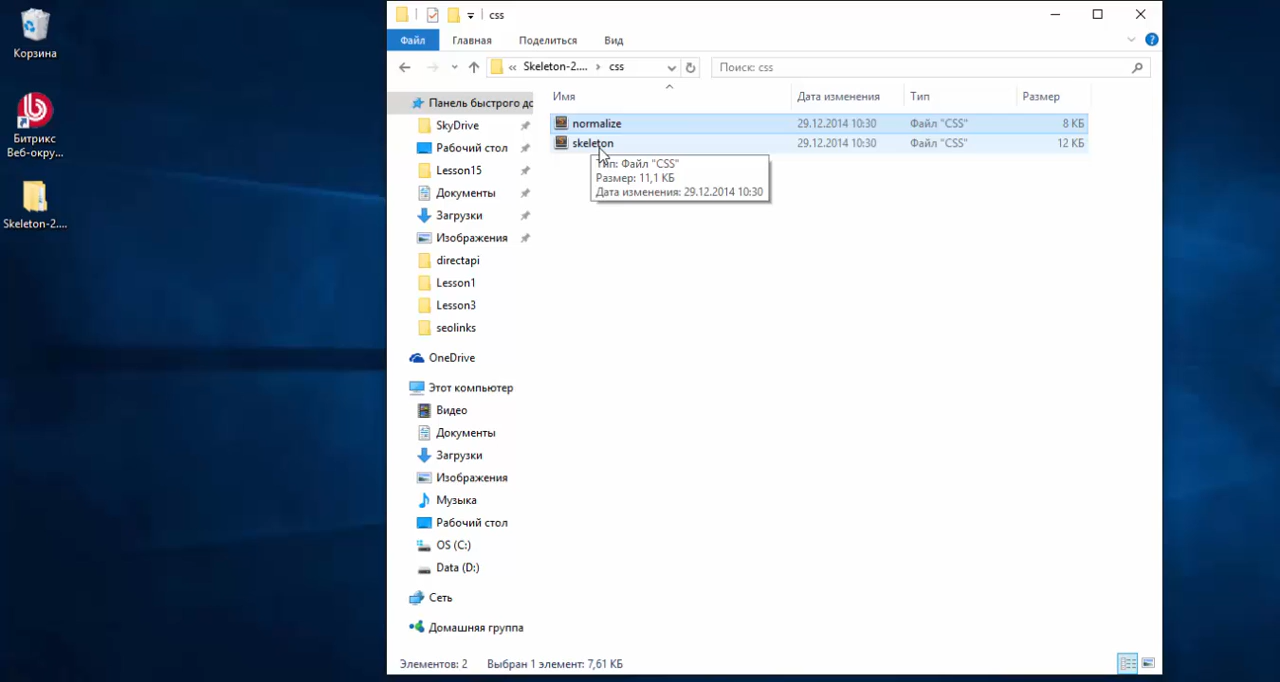 Корзина
Битрикс
Веб-окру...
Skeleton-2....
css
Файл
Главная
Поделиться
Вид
Skeleton-2....
css
Поиск: css
Имя
Дата изменения
Тип
Размер
normalize
29.12.2014 10:30
Файл "CSS"
8 КБ
skeleton
29.12.2014 10:30
Файл "CSS"
12 КБ
Тип: Файл "CSS"
Размер: 11,1 КБ
Дата изменения: 29.12.2014 10:30
Панель быстрого до
SkyDrive
Рабочий стол
Lesson15
Документы
Загрузки
Изображения
directapi
Lesson1
Lesson3
seolinks
OneDrive
Этот компьютер
Видео
Документы
Загрузки
Изображения
Музыка
Рабочий стол
OS (C:)
Data (D:)
Сеть
Домашняя группа
Элементов: 2
Выбран 1 элемент: 7,61 КБ